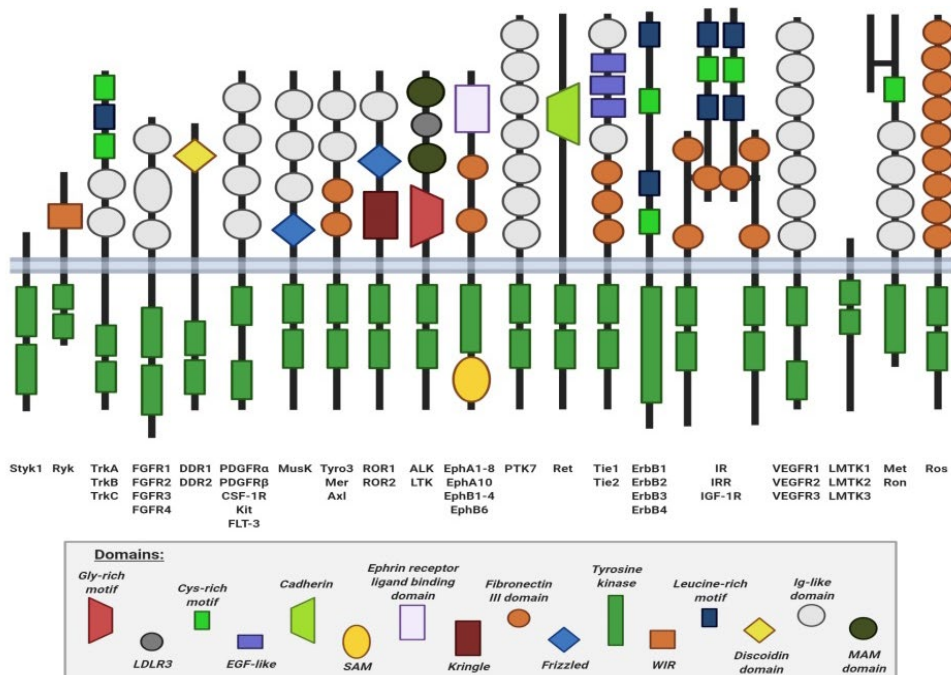 Styk1 Ryk TrkA FGFR1 DDR1 PDGFRα MusK Tyro3 ROR1 ALK EphA1-8 PTK7 Ret Tie1 ErbB1 IR VEGFR1 LMTK1 Met Ros
TrkB FGFR2 DDR2 PDGFRβ Mer ROR2 LTK EphA10 Tie2 ErbB2 IRR VEGFR2 LMTK2 Ron
TrkC FGFR3 CSF-1R Axl EphB1-4 ErbB3 IGF-1R VEGFR3 LMTK3
FGFR4 Kit EphB6 ErbB4
FLT-3
Domains:
Gly-rich
motif
Cys-rich
motif
Cadherin
Ephrin receptor
ligand binding
domain
Fibronectin
III domain
Tyrosine
kinase
Leucine-rich
motif
Ig-like
domain
LDLR3
EGF-like
SAM
Kringle
Frizzled
WIR
Discoidin
domain
MAM
domain